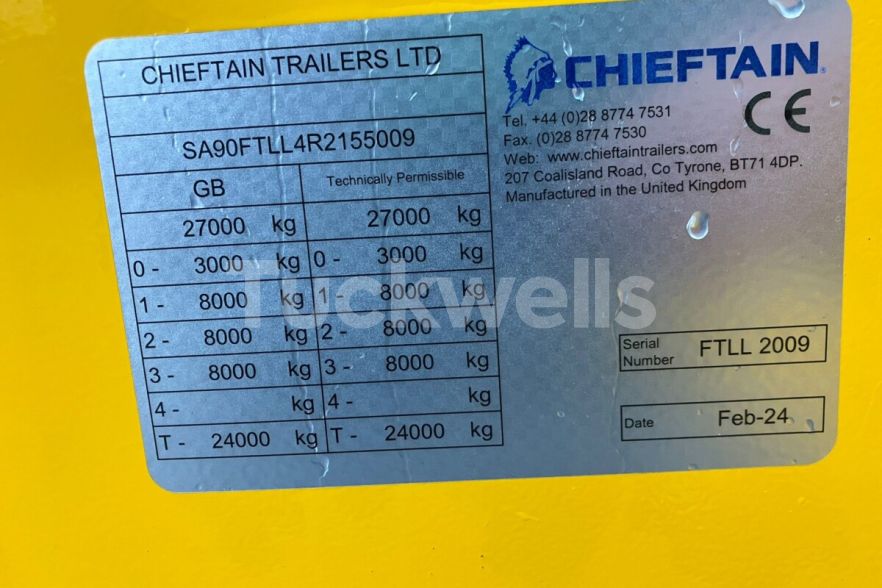 CHIEFTAIN TRAILERS LTD
SA90FTLL4R2155009
GB Technically Permissible
27000 kg 27000 kg
0 - 3000 kg 0 - 3000 kg
1 - 8000 kg 1 - 8000 kg
2 - 8000 kg 2 - 8000 kg
3 - 8000 kg 3 - 8000 kg
4 - kg 4 - kg
T - 24000 kg T - 24000 kg
CHIEFTAIN
CE
Tel. +44 (0)28 8774 7531
Fax. (0)28 8774 7530
Web: www.chieftaintrailers.com
207 Coalisland Road, Co Tyrone, BT71 4DP.
Manufactured in the United Kingdom
Serial Number FTLL 2009
Date Feb-24
Tuckwells